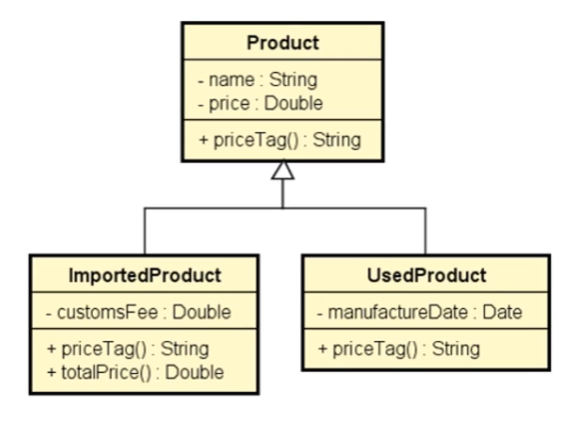 Product
- name : String
- price : Double
+ priceTag() : String
ImportedProduct
- customsFee : Double
+ priceTag() : String
+ totalPrice() : Double
UsedProduct
- manufactureDate : Date
+ priceTag() : String